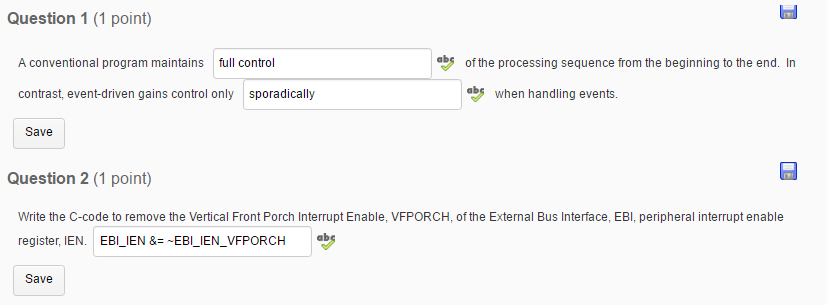 Question 1 (1 point)
A conventional program maintains full control abc of the processing sequence from the beginning to the end. In
contrast, event-driven gains control only sporadically abc when handling events.
Save
Question 2 (1 point)
Write the C-code to remove the Vertical Front Porch Interrupt Enable, VFPORCH, of the External Bus Interface, EBI, peripheral interrupt enable
register, IEN. EBI_IEN &= ~EBI_IEN_VFPORCH abc
Save